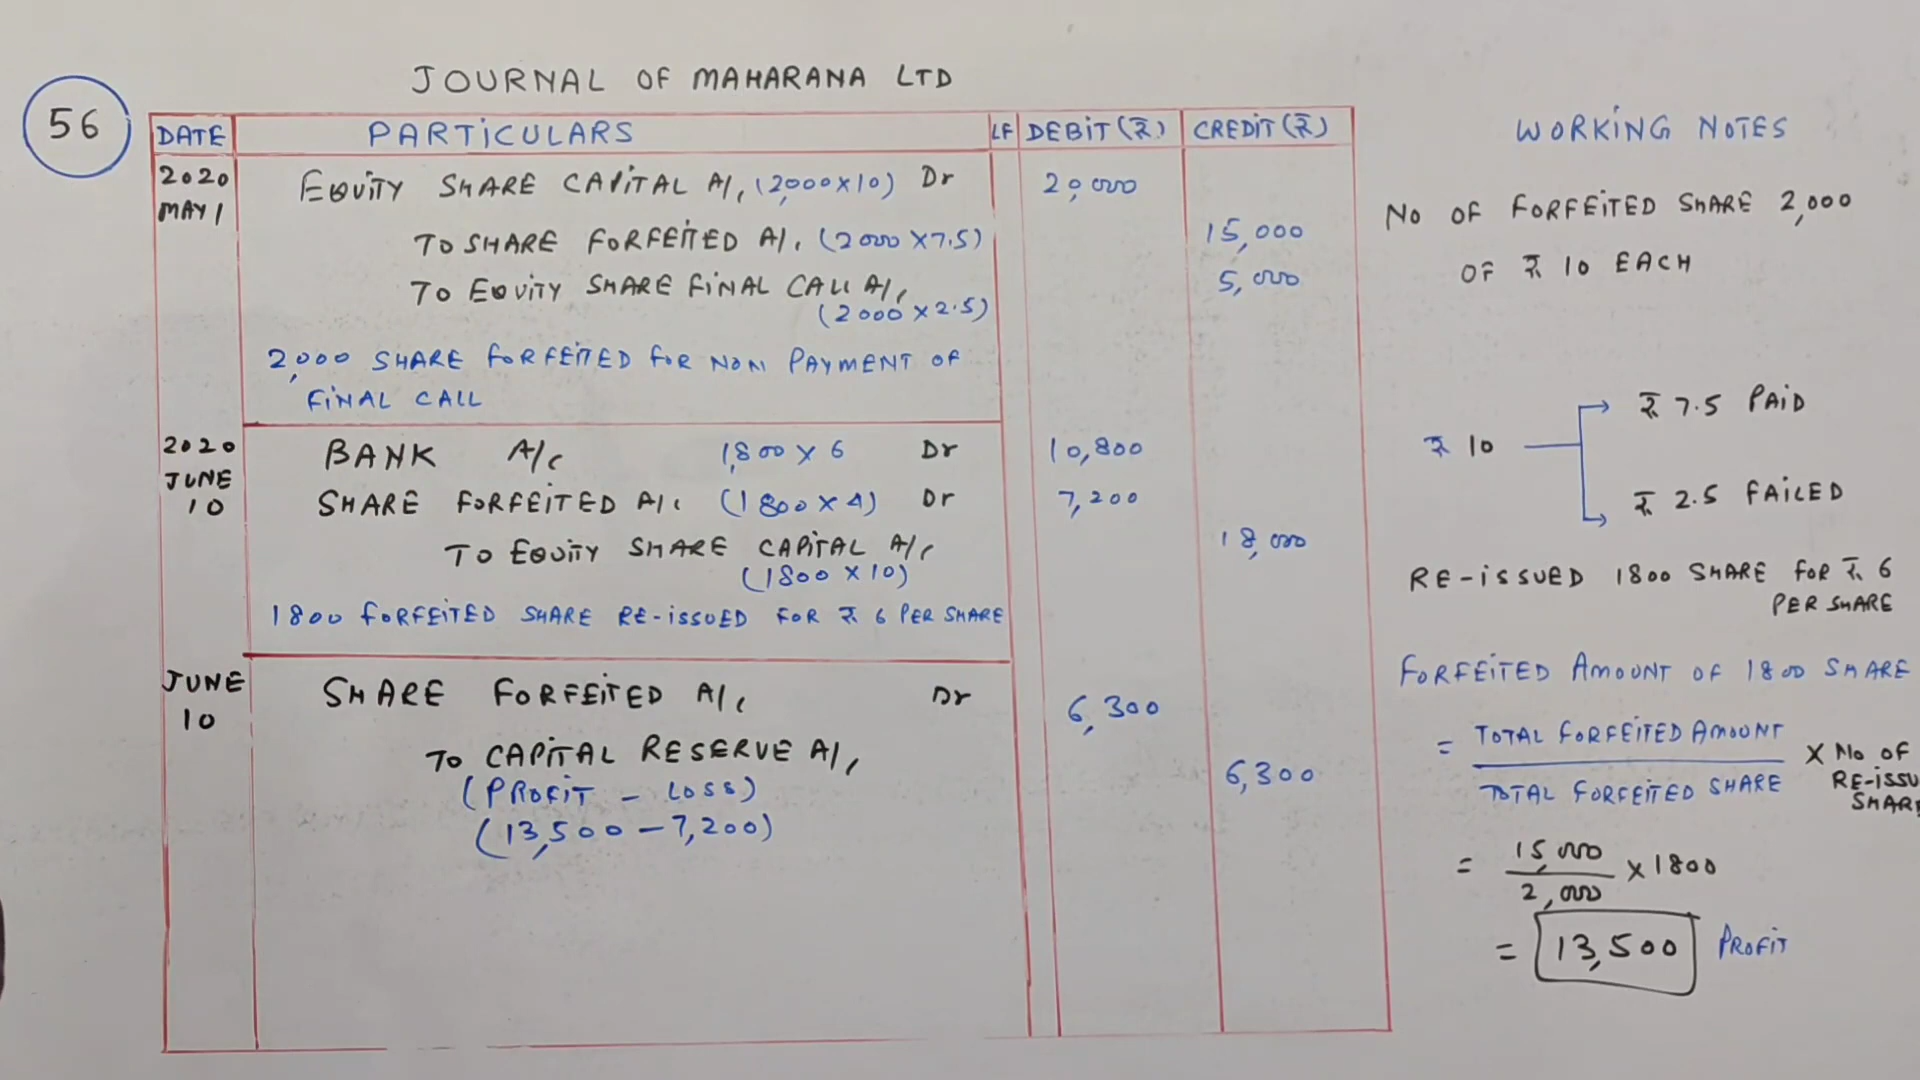 JOURNAL OF MAHARANA LTD
56
DATE PARTICULARS LF DEBIT (₹) CREDIT (₹)
2020 MAY 1
EQUITY SHARE CAPITAL A/c (2,000x10) Dr 20,000
TO SHARE FORFEITED A/c (2000 x 7.5) 15,000
TO EQUITY SHARE FINAL CALL A/c 5,000
(2000 x 2.5)
2,000 SHARE FORFEITED FOR NON PAYMENT OF
FINAL CALL
2020 JUNE 10
BANK A/c 1,800 x 6 Dr 10,800
SHARE FORFEITED A/c (1800 x 4) Dr 7,200
TO EQUITY SHARE CAPITAL A/c 18,000
(1800 x 10)
1800 FORFEITED SHARE RE-ISSUED FOR ₹ 6 PER SHARE
JUNE 10
SHARE FORFEITED A/c Dr 6,300
TO CAPITAL RESERVE A/c 6,300
(PROFIT - LOSS)
(13,500 - 7,200)
WORKING NOTES
NO OF FORFEITED SHARE 2,000
OF ₹ 10 EACH
₹ 7.5 PAID
₹ 10
₹ 2.5 FAILED
RE-ISSUED 1800 SHARE FOR ₹ 6
PER SHARE
FORFEITED AMOUNT OF 1800 SHARE
= TOTAL FORFEITED AMOUNT
TOTAL FORFEITED SHARE
x NO OF
RE-ISSU
SHAR
= 15,000
2,000
x 1800
= 13,500 PROFIT